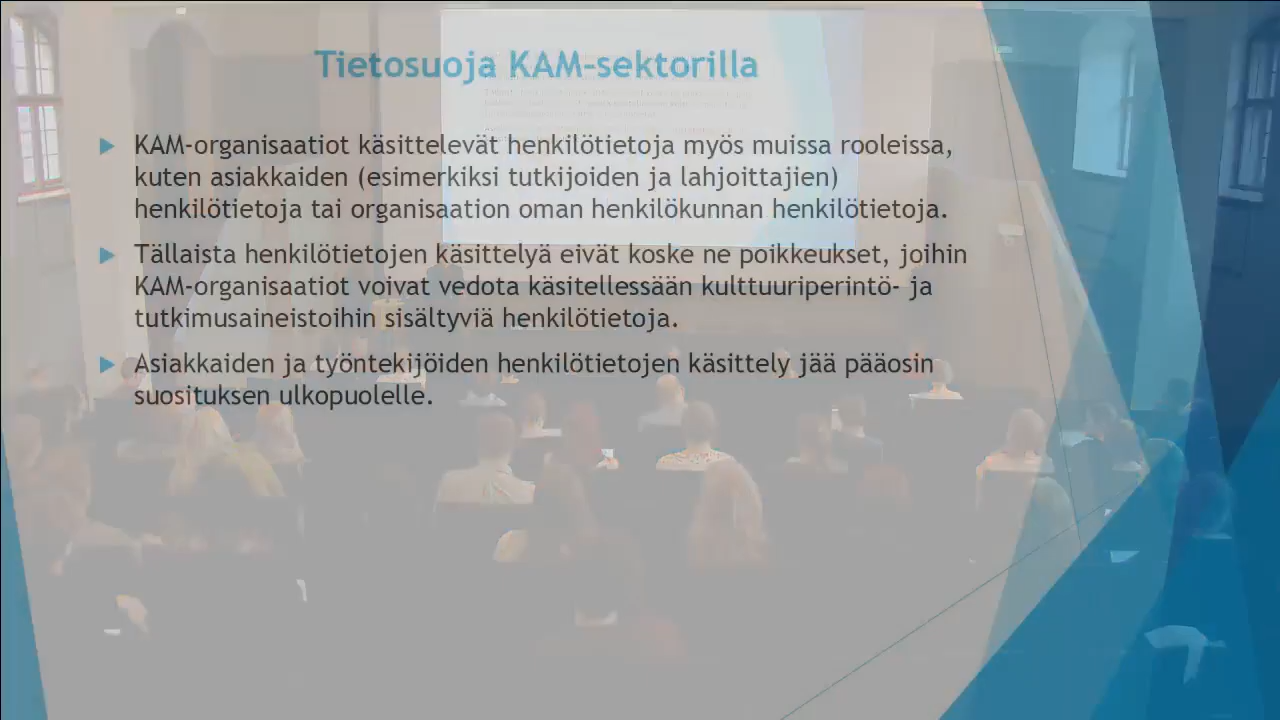 Tietosuoja KAM-sektorilla
KAM-organisaatiot käsittelevät henkilötietoja myös muissa rooleissa,
kuten asiakkaiden (esimerkiksi tutkijoiden ja lahjoittajien)
henkilötietoja tai organisaation oman henkilökunnan henkilötietoja.
Tällaista henkilötietojen käsittelyä eivät koske ne poikkeukset, joihin
KAM-organisaatiot voivat vedota käsitellessään kulttuuriperintö- ja
tutkimusaineistoihin sisältyviä henkilötietoja.
Asiakkaiden ja työntekijöiden henkilötietojen käsittely jää pääosin
suosituksen ulkopuolelle.